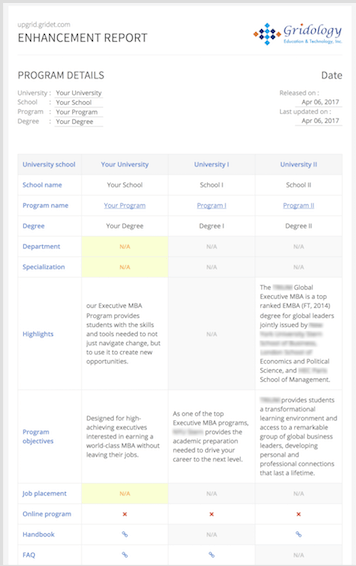 upgrid.gridet.com
ENHANCEMENT REPORT
Gridology
Education & Technology, Inc.
PROGRAM DETAILS
Date
University : Your University
School : Your School
Program : Your Program
Degree : Your Degree
Released on :
Apr 06, 2017
Last updated on :
Apr 06, 2017
University school Your University University I University II
School name Your School School I School II
Program name Your Program Program I Program II
Degree Your Degree Degree I Degree II
Department N/A N/A N/A
Specialization N/A N/A N/A
Highlights
our Executive MBA
Program provides
students with the skills
and tools needed to not
just navigate change, but
to use it to create new
opportunities.
N/A
The Global
Executive MBA is a top
ranked EMBA (FT, 2014)
degree for global leaders
jointly issued by
Economics and Political
Science, and
School of Management.
Program
objectives
Designed for high-
achieving executives
interested in earning a
world-class MBA without
leaving their jobs.
As one of the top
Executive MBA programs,
provides the
academic preparation
needed to drive your
career to the next level.
provides students
a transformational
learning environment and
access to a remarkable
group of global business
leaders, developing
personal and
professional connections
that last a lifetime.
Job placement N/A N/A N/A
Online program
Handbook N/A
FAQ N/A